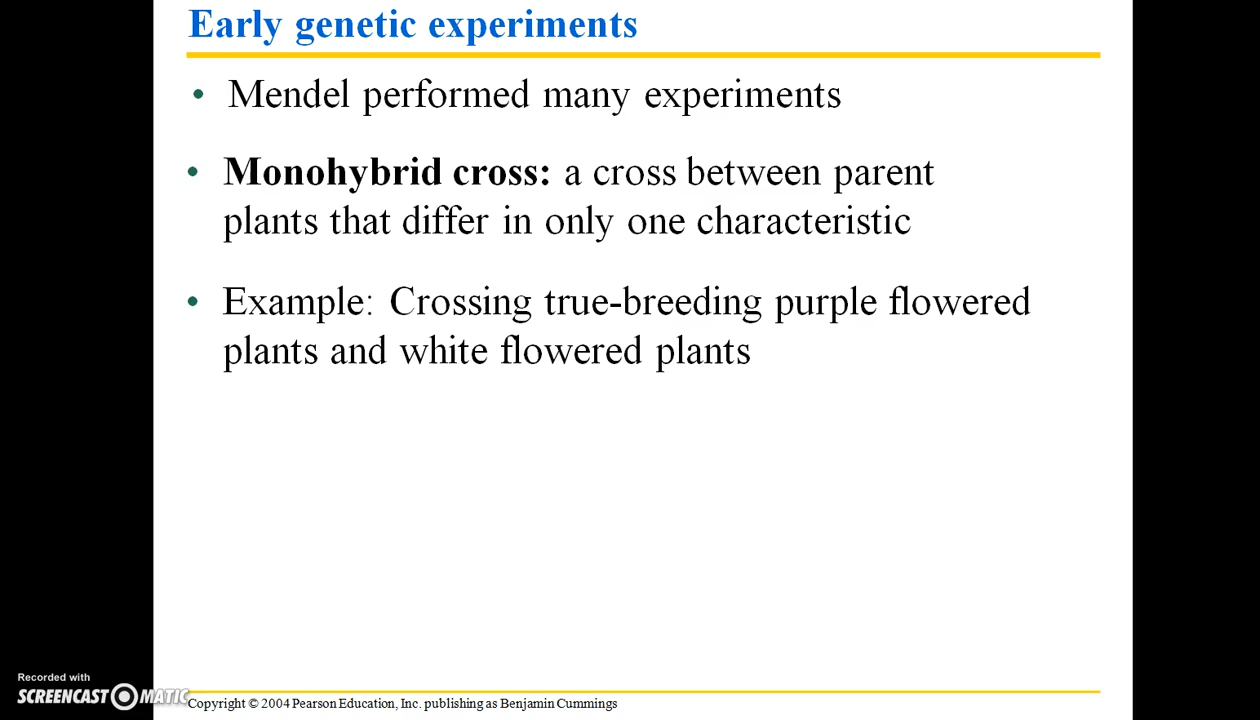 Early genetic experiments
• Mendel performed many experiments
• Monohybrid cross: a cross between parent
plants that differ in only one characteristic
• Example: Crossing true-breeding purple flowered
plants and white flowered plants
Recorded with
SCREENCAST MATIC
Copyright © 2004 Pearson Education, Inc. publishing as Benjamin Cummings